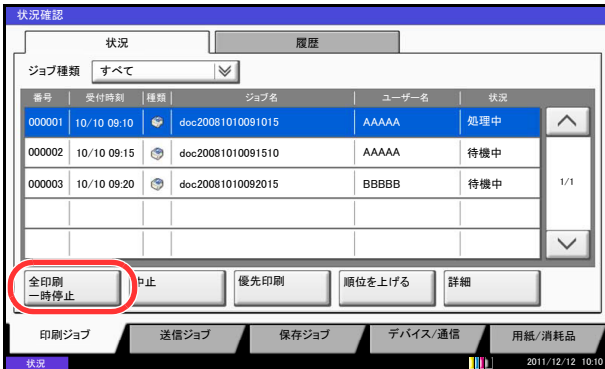 状況確認
状況 履歴
ジョブ種類 すべて
番号 受付時刻 種類 ジョブ名 ユーザー名 状況
000001 10/10 09:10 doc20081010091015 AAAAA 処理中
000002 10/10 09:15 doc20081010091510 AAAAA 待機中
000003 10/10 09:20 doc20081010092015 BBBBB 待機中
1/1
全印刷
一時停止
中止 優先印刷 順位を上げる 詳細
印刷ジョブ 送信ジョブ 保存ジョブ デバイス/通信 用紙/消耗品
状況 2011/12/12 10:10